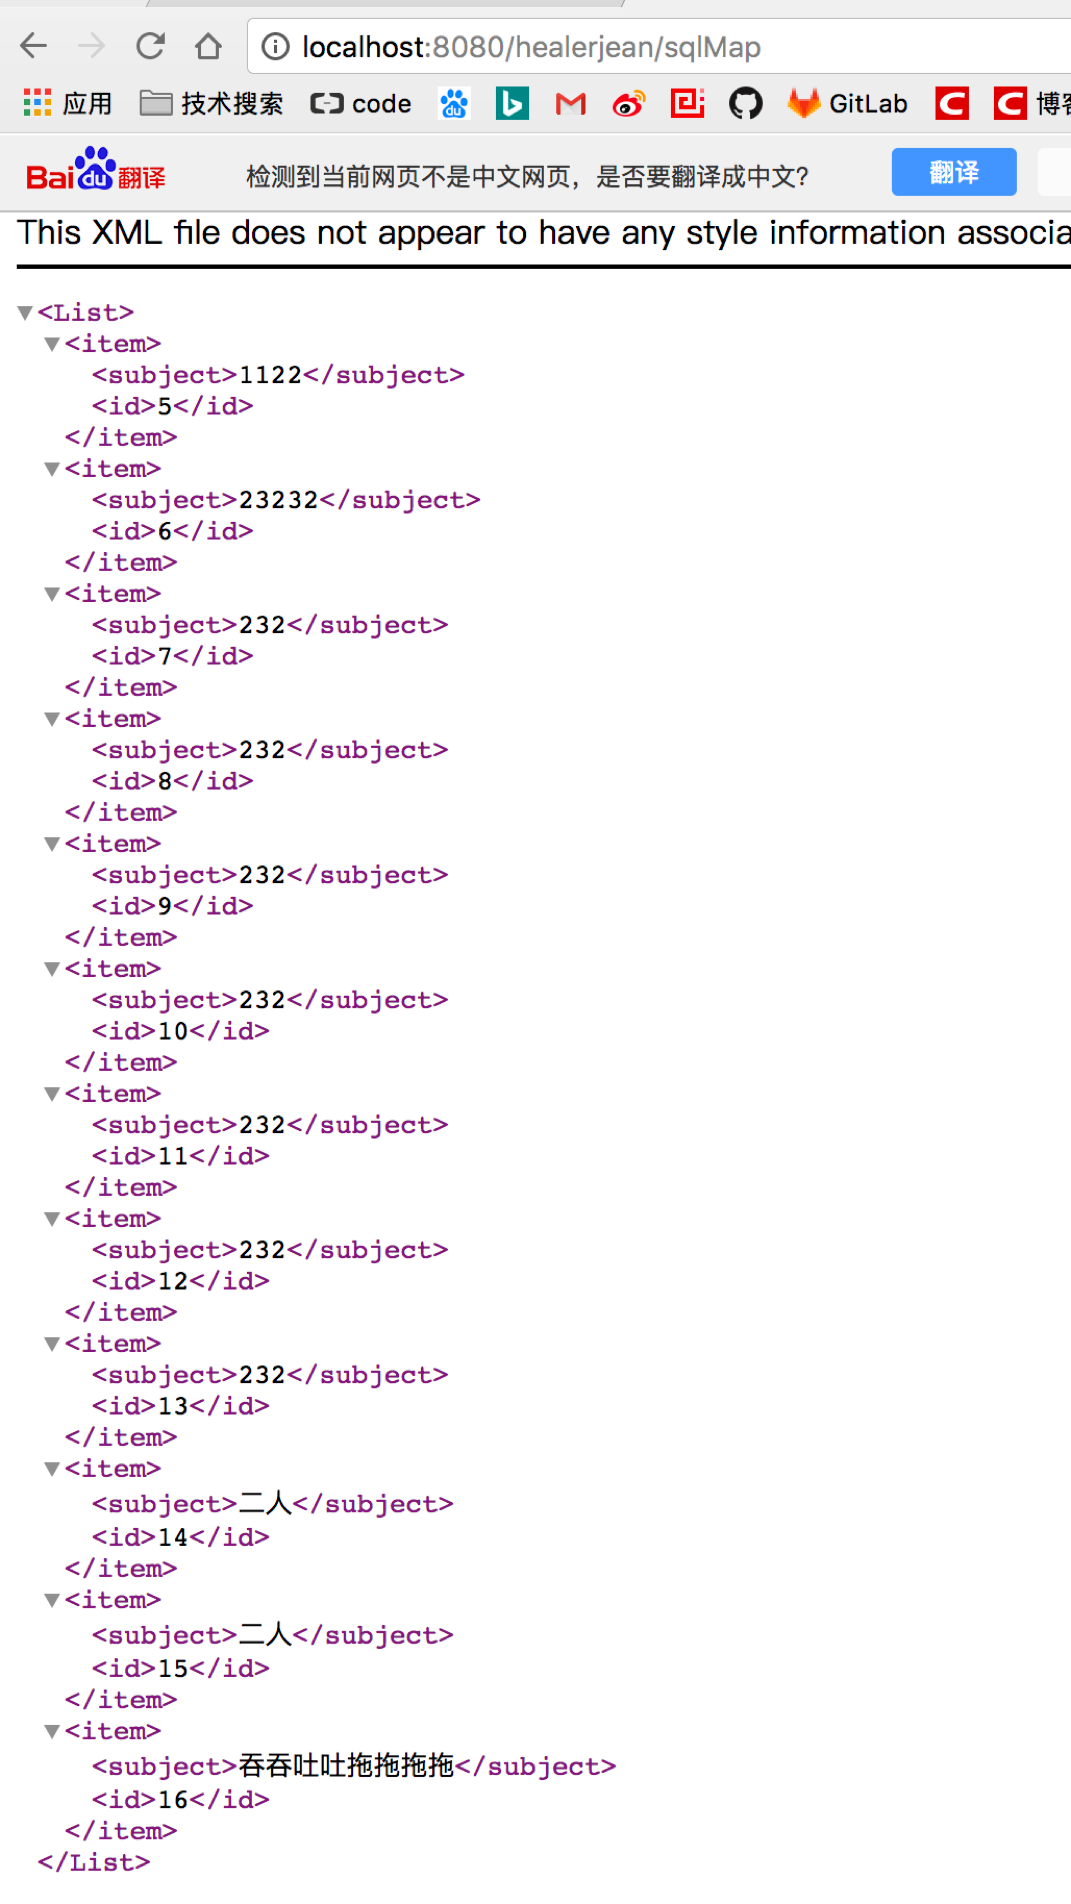 localhost:8080/healerjean/sqlMap
应用 技术搜索 code GitLab 博客
Baidu翻译 检测到当前网页不是中文网页，是否要翻译成中文? 翻译
This XML file does not appear to have any style information associa
▼<List>
▼<item>
<subject>1122</subject>
<id>5</id>
</item>
▼<item>
<subject>23232</subject>
<id>6</id>
</item>
▼<item>
<subject>232</subject>
<id>7</id>
</item>
▼<item>
<subject>232</subject>
<id>8</id>
</item>
▼<item>
<subject>232</subject>
<id>9</id>
</item>
▼<item>
<subject>232</subject>
<id>10</id>
</item>
▼<item>
<subject>232</subject>
<id>11</id>
</item>
▼<item>
<subject>232</subject>
<id>12</id>
</item>
▼<item>
<subject>232</subject>
<id>13</id>
</item>
▼<item>
<subject>二人</subject>
<id>14</id>
</item>
▼<item>
<subject>二人</subject>
<id>15</id>
</item>
▼<item>
<subject>吞吞吐吐拖拖拖拖</subject>
<id>16</id>
</item>
</List>